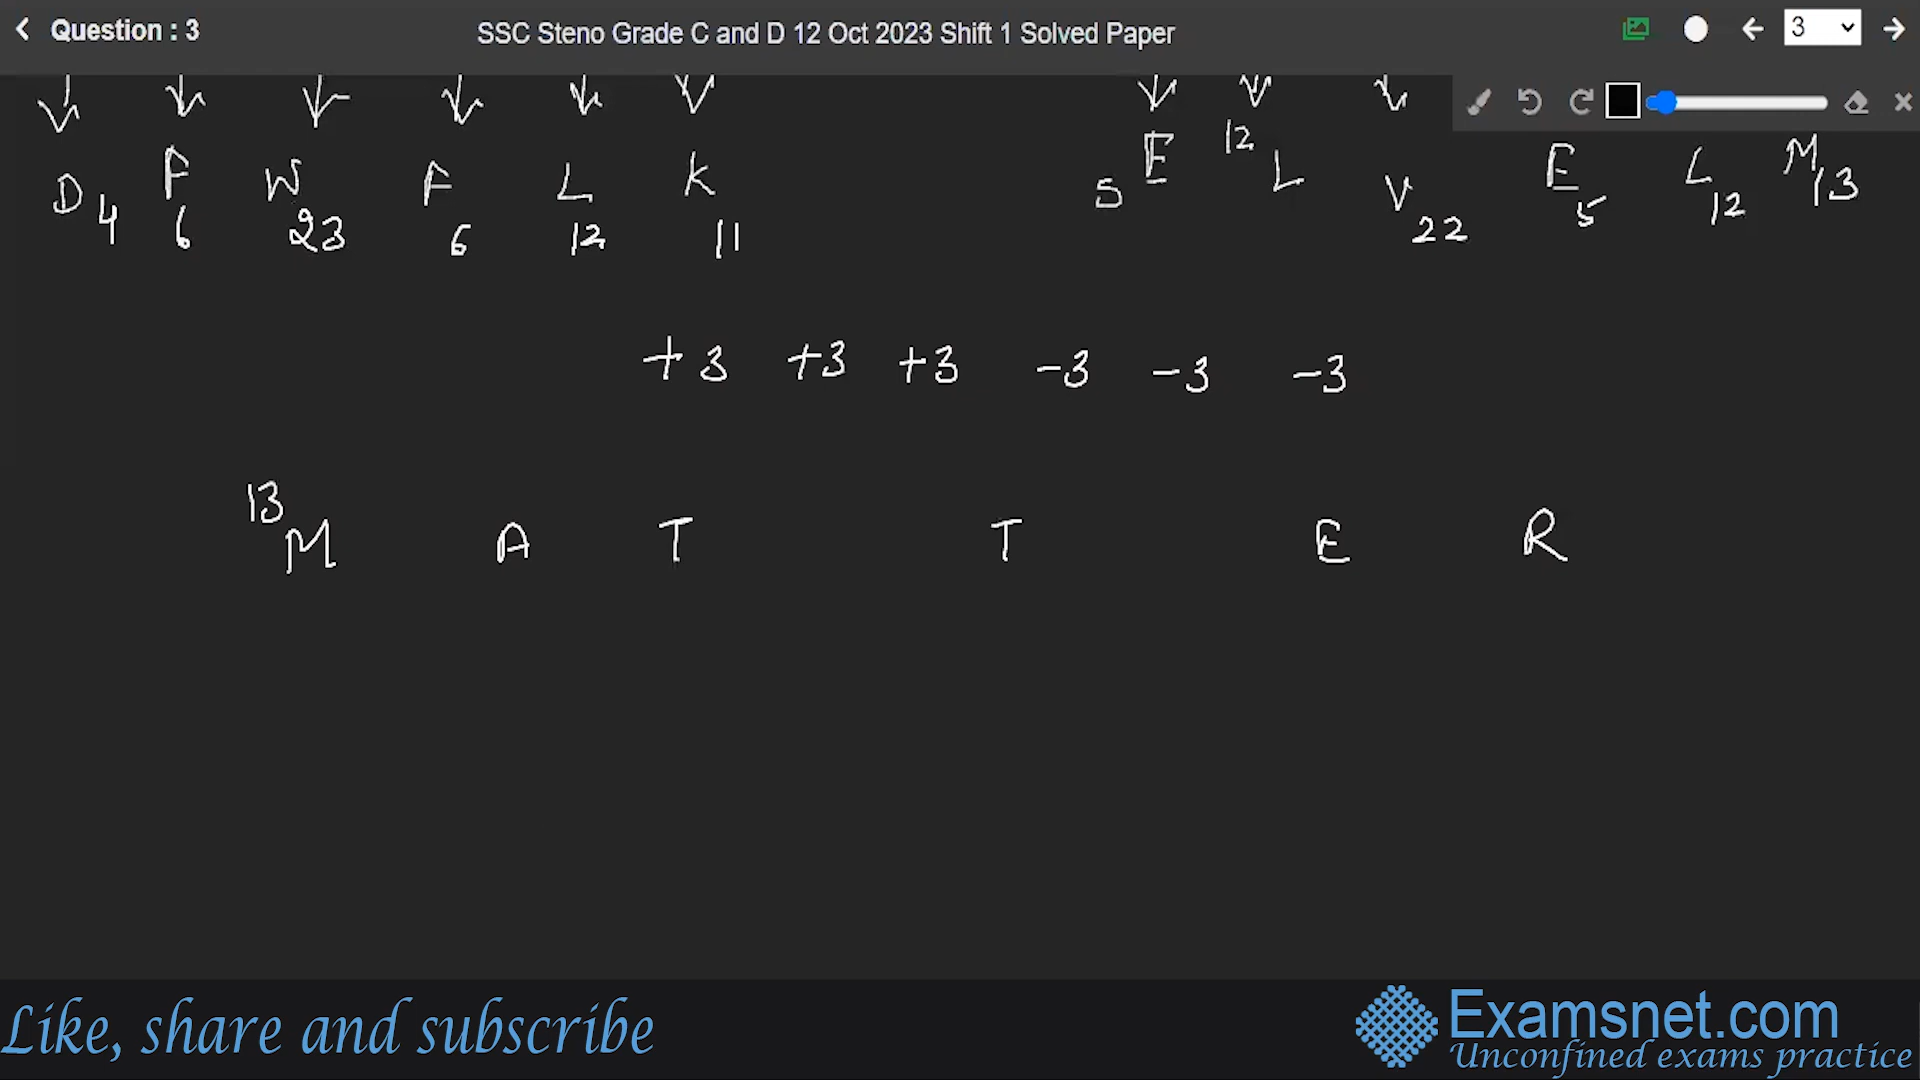 Question : 3
SSC Steno Grade C and D 12 Oct 2023 Shift 1 Solved Paper
3
D F W F L K E L V E L M
4 6 23 6 12 11 5 12 22 5 12 13
+3 +3 +3 -3 -3 -3
13
M A T T E R
Like, share and subscribe
Examsnet.com
Unconfined exams practice